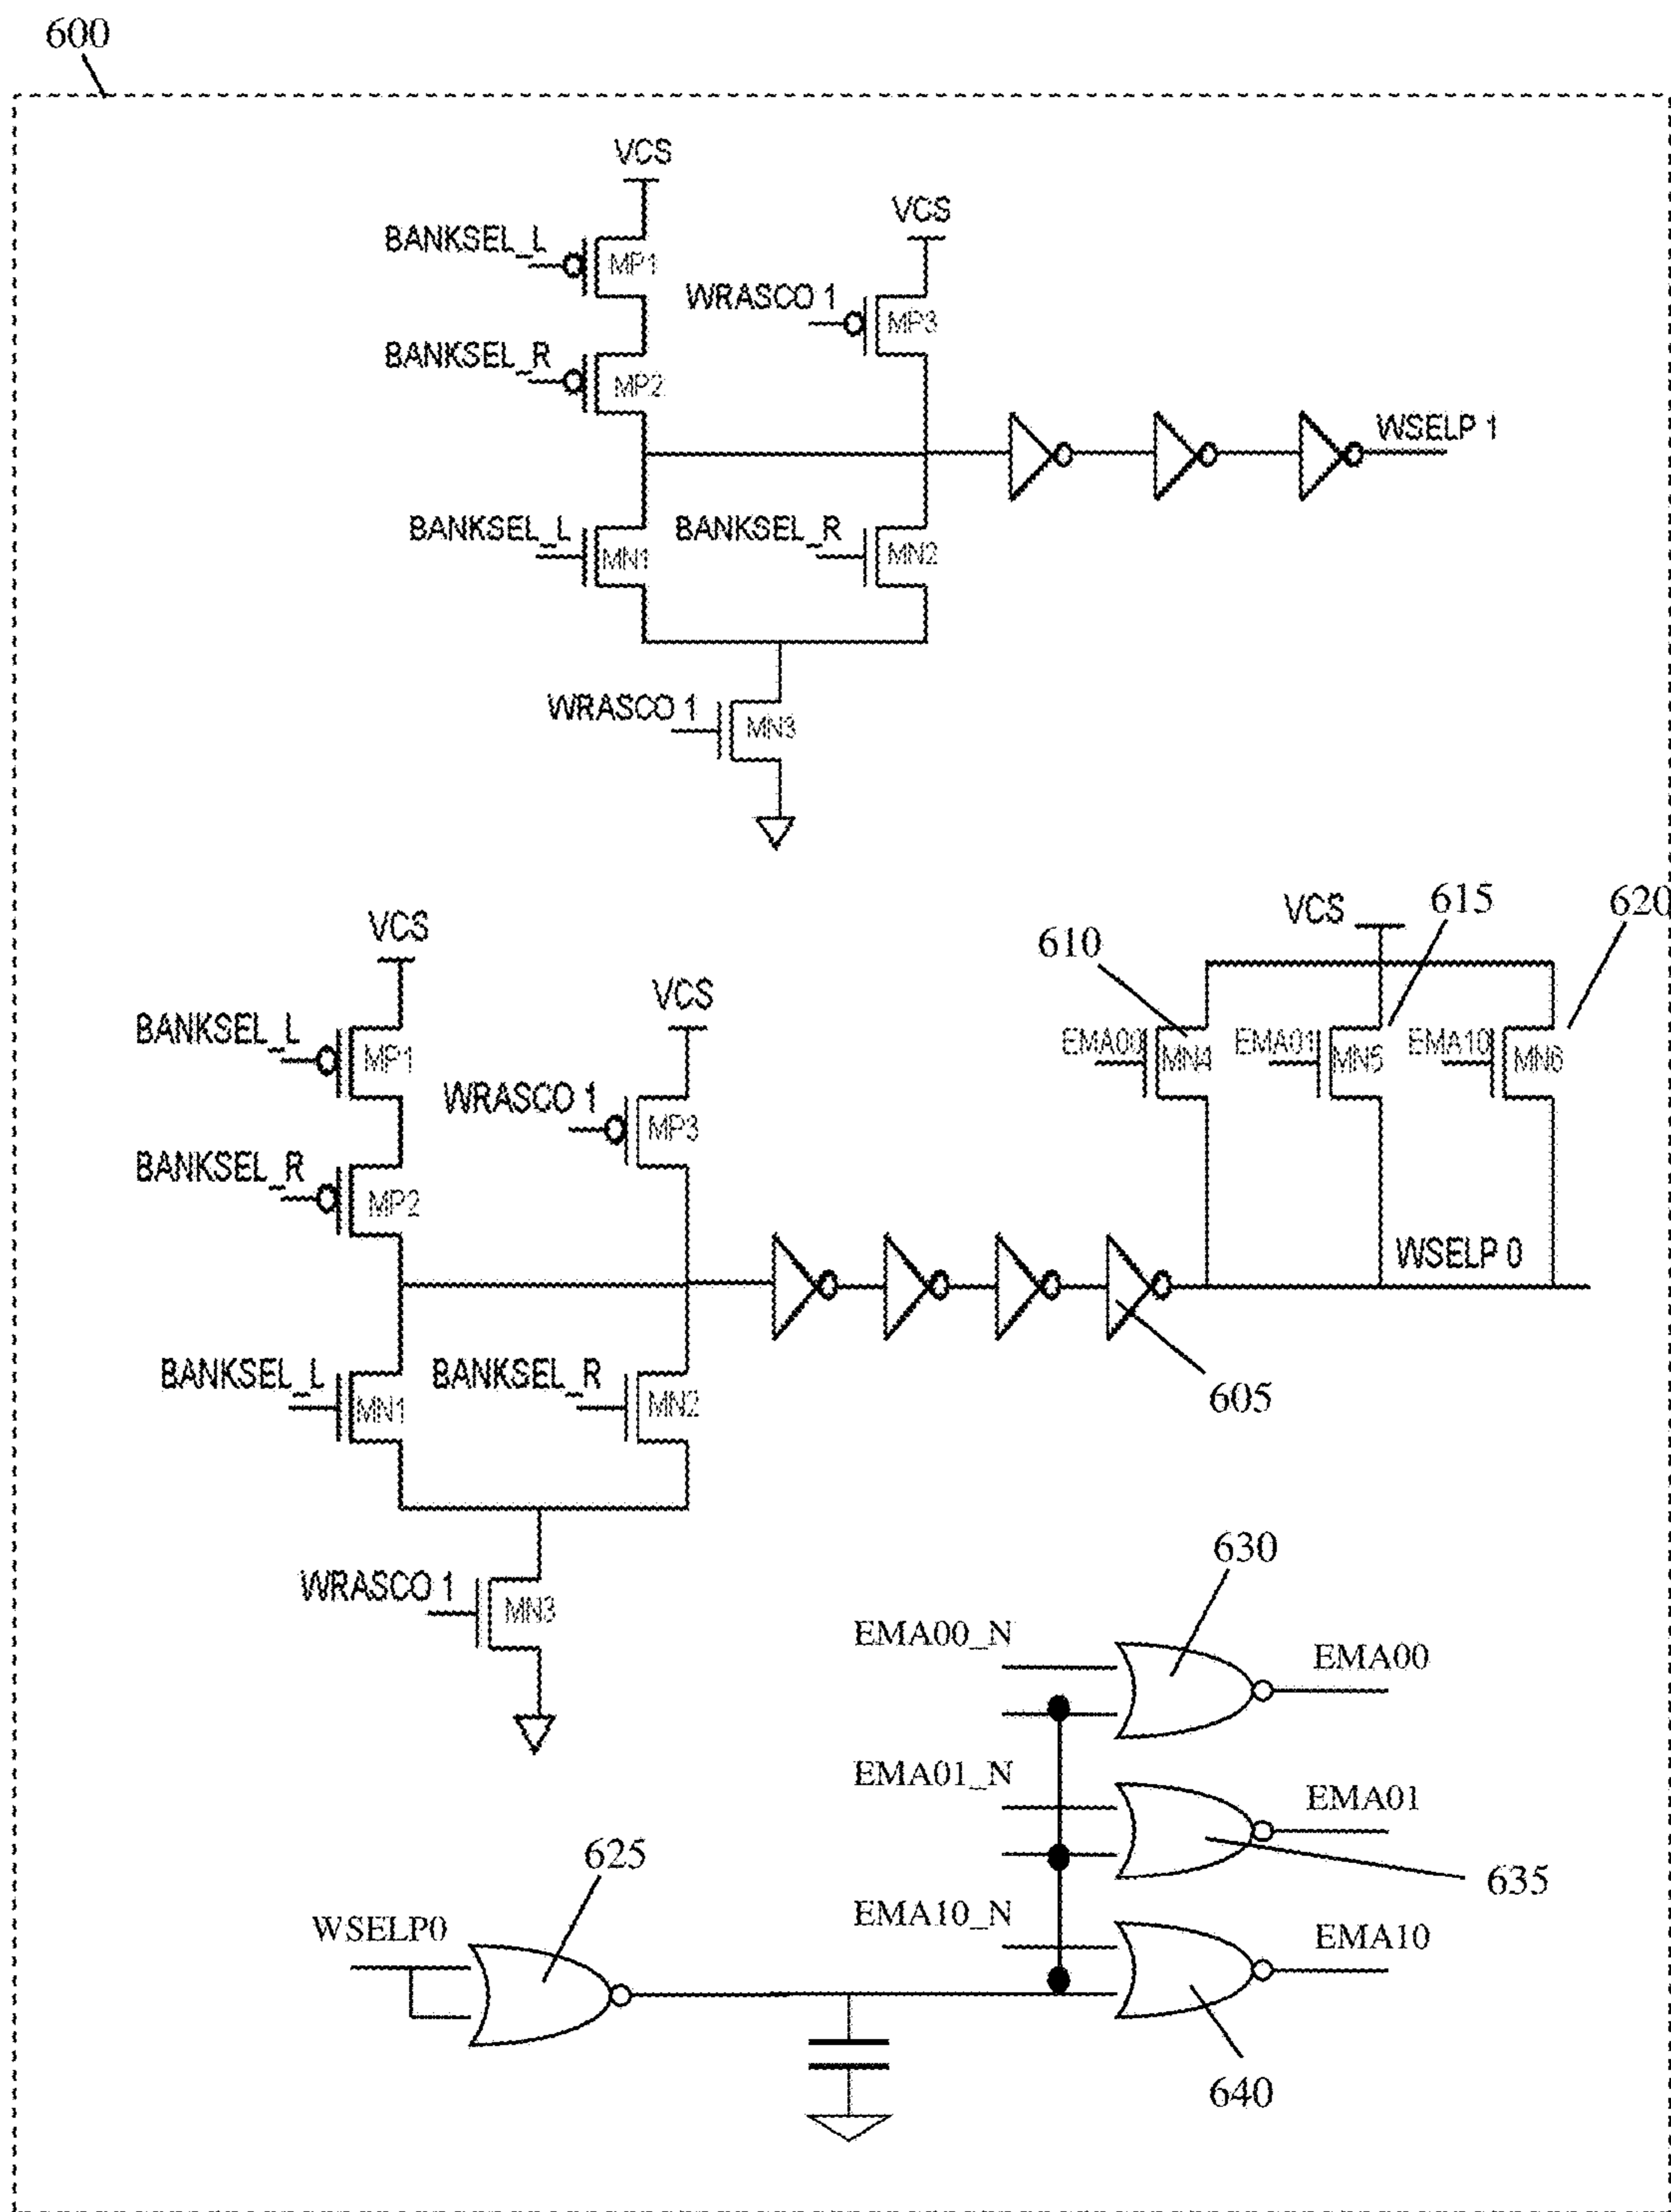 600
VCS
BANKSEL_L
MP1
VCS
WRASCO 1
MP3
BANKSEL_R
MP2
WSELP 1
BANKSEL_L
MN1
BANKSEL_R
MN2
WRASCO 1
MN3
VCS
615
620
VCS
610
VCS
BANKSEL_L
MP1
EMA00
MN4
EMA01
MN5
EMA10
MN6
WRASCO 1
MP3
BANKSEL_R
MP2
WSELP 0
605
BANKSEL_L
MN1
BANKSEL_R
MN2
WRASCO 1
MN3
630
EMA00_N
EMA00
EMA01_N
EMA01
625
635
WSELP0
EMA10_N
EMA10
640